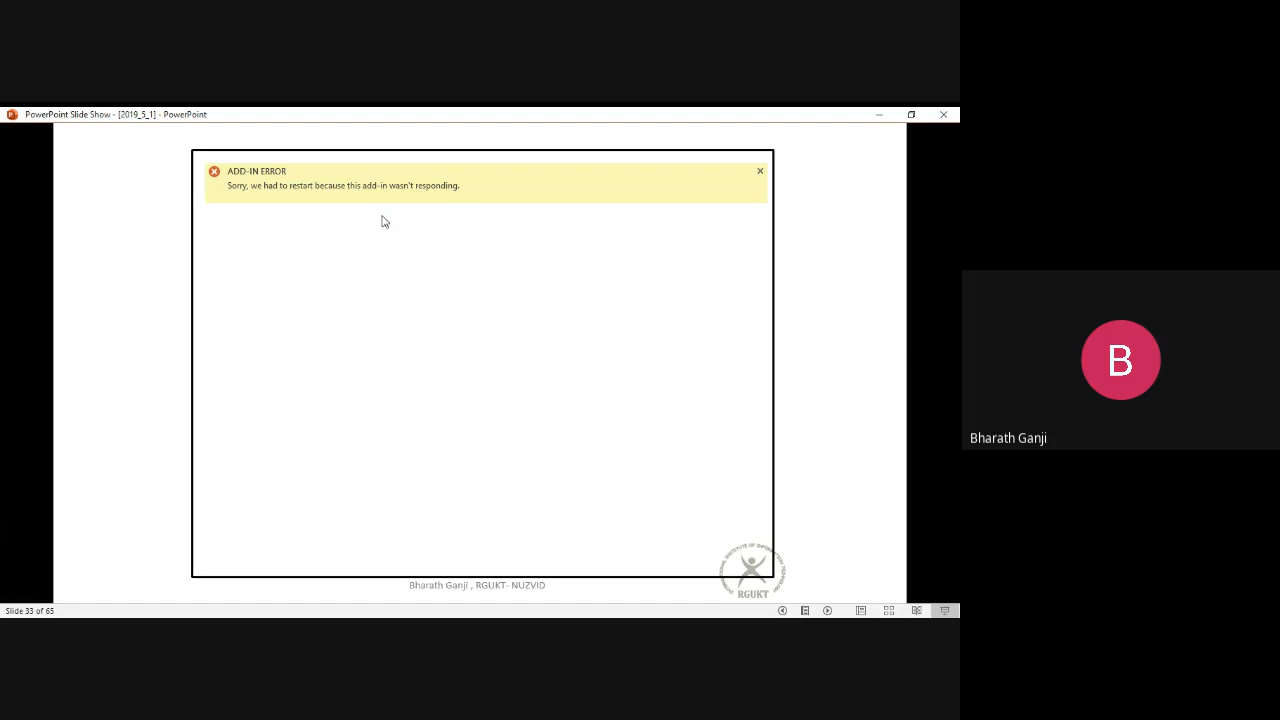 PowerPoint Slide Show - [2019_5_1] - PowerPoint
ADD-IN ERROR
Sorry, we had to restart because this add-in wasn't responding.
B
Bharath Ganji
Bharath Ganji , RGUKT- NUZVID
RGUKT
Slide 33 of 65